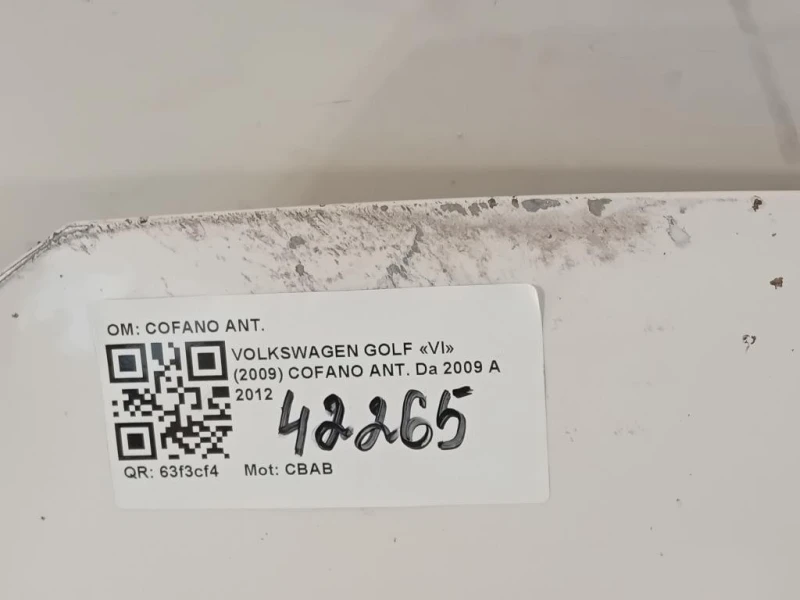 OM: COFANO ANT.
VOLKSWAGEN GOLF «VI»
(2009) COFANO ANT. Da 2009 A
2012
42265
QR: 63f3cf4 Mot: CBAB